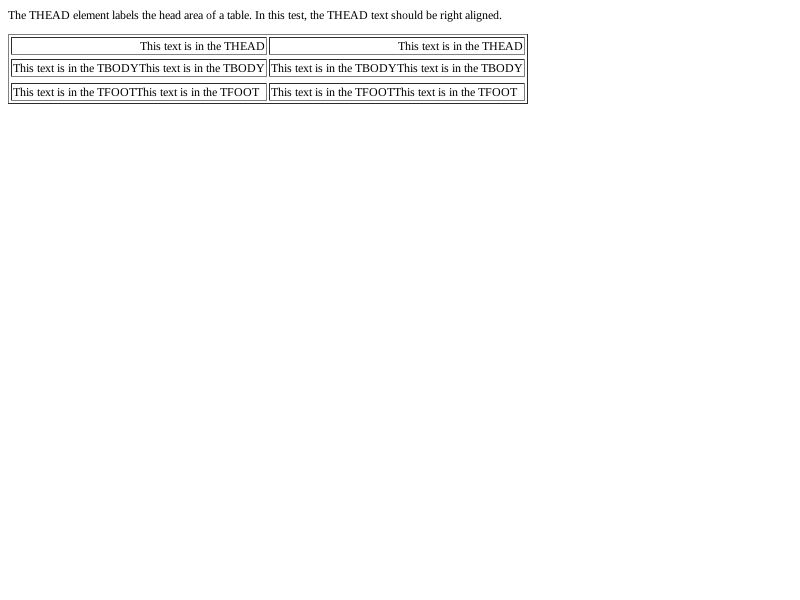 The THEAD element labels the head area of a table. In this test, the THEAD text should be right aligned.
This text is in the THEAD This text is in the THEAD
This text is in the TBODYThis text is in the TBODY This text is in the TBODYThis text is in the TBODY
This text is in the TFOOTThis text is in the TFOOT This text is in the TFOOTThis text is in the TFOOT